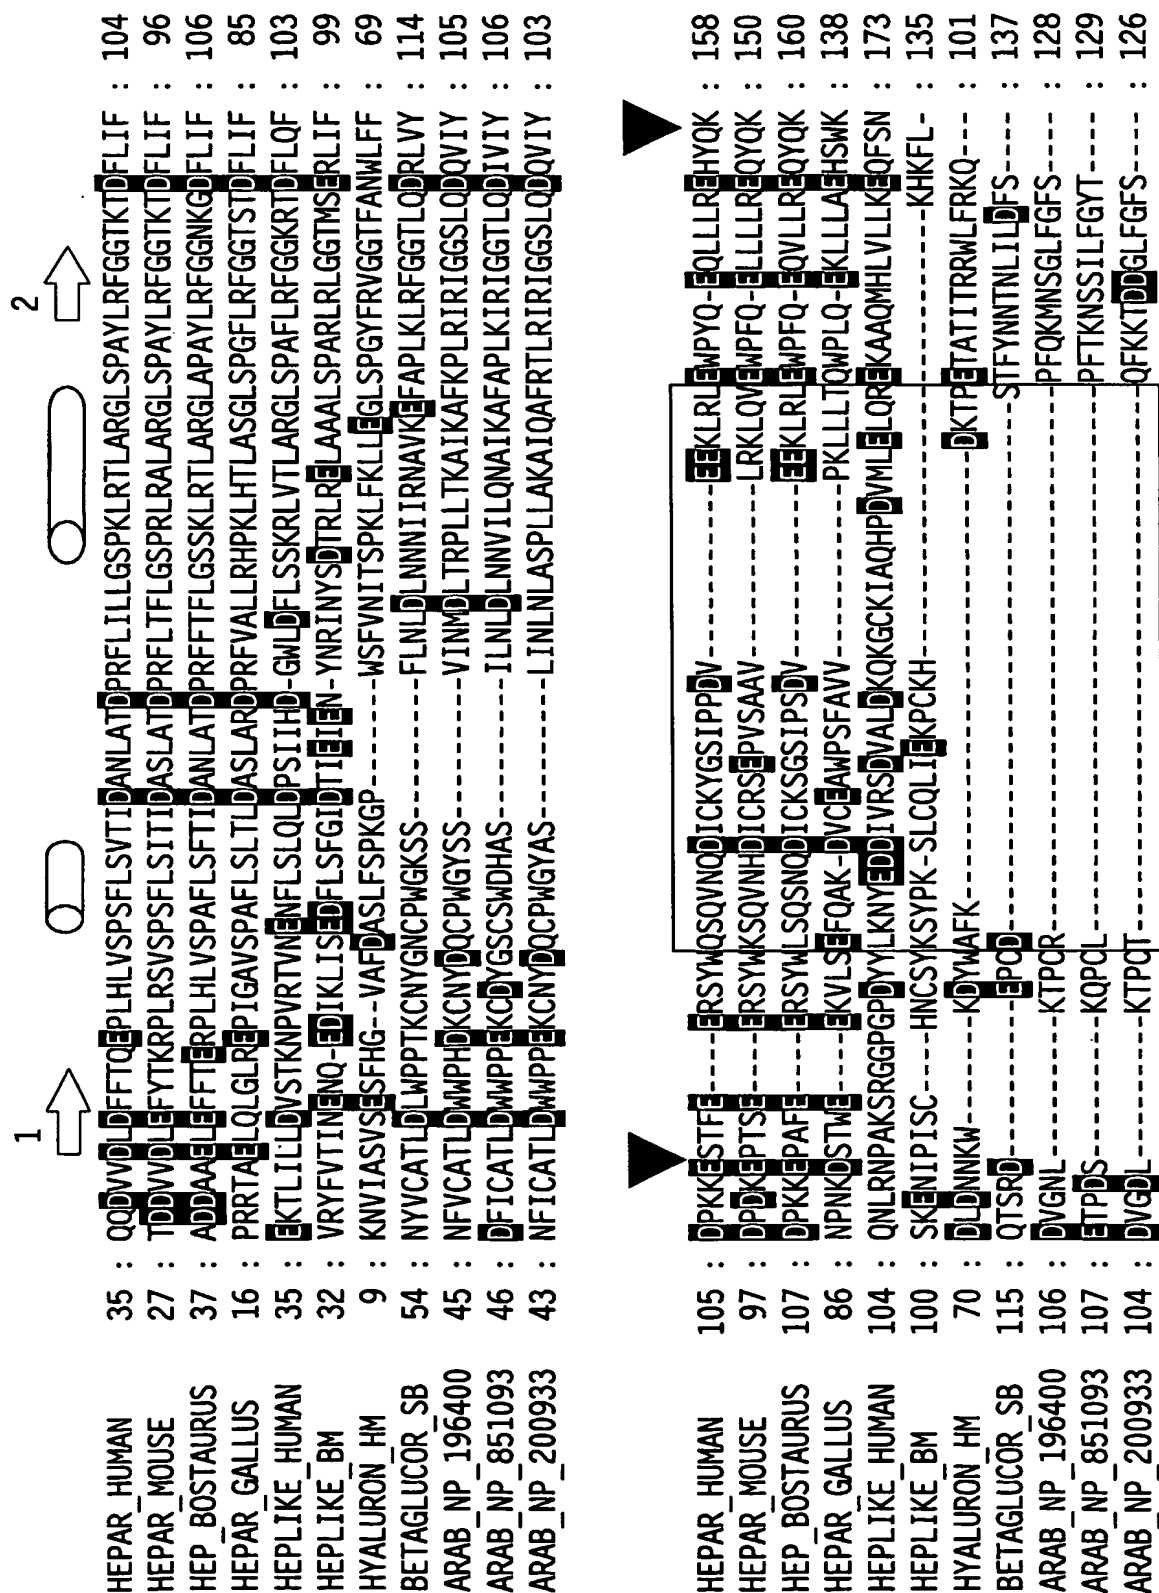 1 2
HEPAR_HUMAN 35 : QQDVVDLDFFTQEPLHLVSPSFLSVTIDANLATDPRFLILLGSPKLRTLARGLSPAYLRFGGTKTDFLIF : 104
HEPAR_MOUSE 27 : TDDVVDLEFYTKRPLRSVSPSFLSITIDASLATDPRFLTFLGSPRLRALARGLSPAYLRFGGTKTDFLIF : 96
HEP_BOSTAURUS 37 : ADDAAELEFFTERPLHLVSPAFLSFTIDANLATDPRFFTFLGSSKLRTLARGLAPAYLRFGGNKGDFLIF : 106
HEPAR_GALLUS 16 : PRRTAELQLGLREPIGAVSPAFLSLTLDASLARDPRFVALLRHPKLHTLASGLSPGFLRFGGTSTDFLIF : 85
HEPLIKE_HUMAN 35 : EKTLILLDVSTKNPVRTVNENFLSLQLDPSIIHD-GWLDFLSSKRLVTLARGLSPAFLRFGGKRTDFLQF : 103
HEPLIKE_BM 32 : VRYFVTINENQ-EDIKLISEDFLSFGIDTIEIEN-YNRINYSDTRLRELAAALSPARLRLGGTMSERLIF : 99
HYALURON_HM 9 : KNVIASVSESFHG--VAFDASLFSPKGP-------WSFVNITSPKLFKLLEGLSPGYFRVGGTFANWLFF : 69
BETAGLUCOR_SB 54 : NYVCATLDLWPPTKCNYGNCPWGKSS---------FLNLDLNNNIIRNAVKEFAPLKLRFGGTLQDRLVY : 114
ARAB_NP_196400 45 : NFVCATLDWWPHDKCNYDQCPWGYSS---------VINMDLTRPLLTKAIKAFKPLRIRIGGSLQDQVIY : 105
ARAB_NP_851093 46 : DFICATLDWWPPEKCDYGSCSWDHAS---------ILNLDLNNVILQNAIKAFAPLKIRIGGTLQDIVIY : 106
ARAB_NP_200933 43 : NFICATLDWWPPEKCNYDQCPWGYAS---------LINLNLASPLLAKAIQAFRTLRIRIGGSLQDQVIY : 103
HEPAR_HUMAN 105 : DPKKESTFE----ERSYWQSQVNQDICKYGSIPPDV-----------EEKLRLEWPYQ-EQLLLREHYQK : 158
HEPAR_MOUSE 97 : DPDKEPTSE----ERSYWKSQVNHDICRSEPVSAAV-----------LRKLQVEWPFQ-ELLLLREQYQK : 150
HEP_BOSTAURUS 107 : DPKKEPAFE----ERSYWLSQSNQDICKSGSIPSDV-----------EEKLRLEWPFQ-EQVLLREQYQK : 160
HEPAR_GALLUS 86 : NPNKDSTWE----EKVLSEFQAK-DVCEAWPSFAVV-----------PKLLLTQWPLQ-EKLLLAEHSWK : 138
HEPLIKE_HUMAN 104 : QNLRNPAKSRGGPGPDYYLKNYEDDIVRSDVALDKQKGCKIAQHPDVMLELQREKAAQMHLVLLKEQFSN : 173
HEPLIKE_BM 100 : SKENIPISC----HNCSYKSYPK-SLCQLIEKPCKH----------------------------KHKFL- : 135
HYALURON_HM 70 : DLDNNKW--------KDYWAFK----------------------------DKTPETATITRRWLFRKQ--- : 101
BETAGLUCOR_SB 115 : QTSRD----------EPCD----------------------------------STFYNNTNLILDFS---- : 137
ARAB_NP_196400 106 : DVGNL----------KTPCR----------------------------------PFQKMNSGLFGFS---- : 128
ARAB_NP_851093 107 : ETPDS----------KQPCL----------------------------------PFTKNSSILFGYT---- : 129
ARAB_NP_200933 104 : DVGDL----------KTPCT----------------------------------QFKKTDDGLFGFS---- : 126